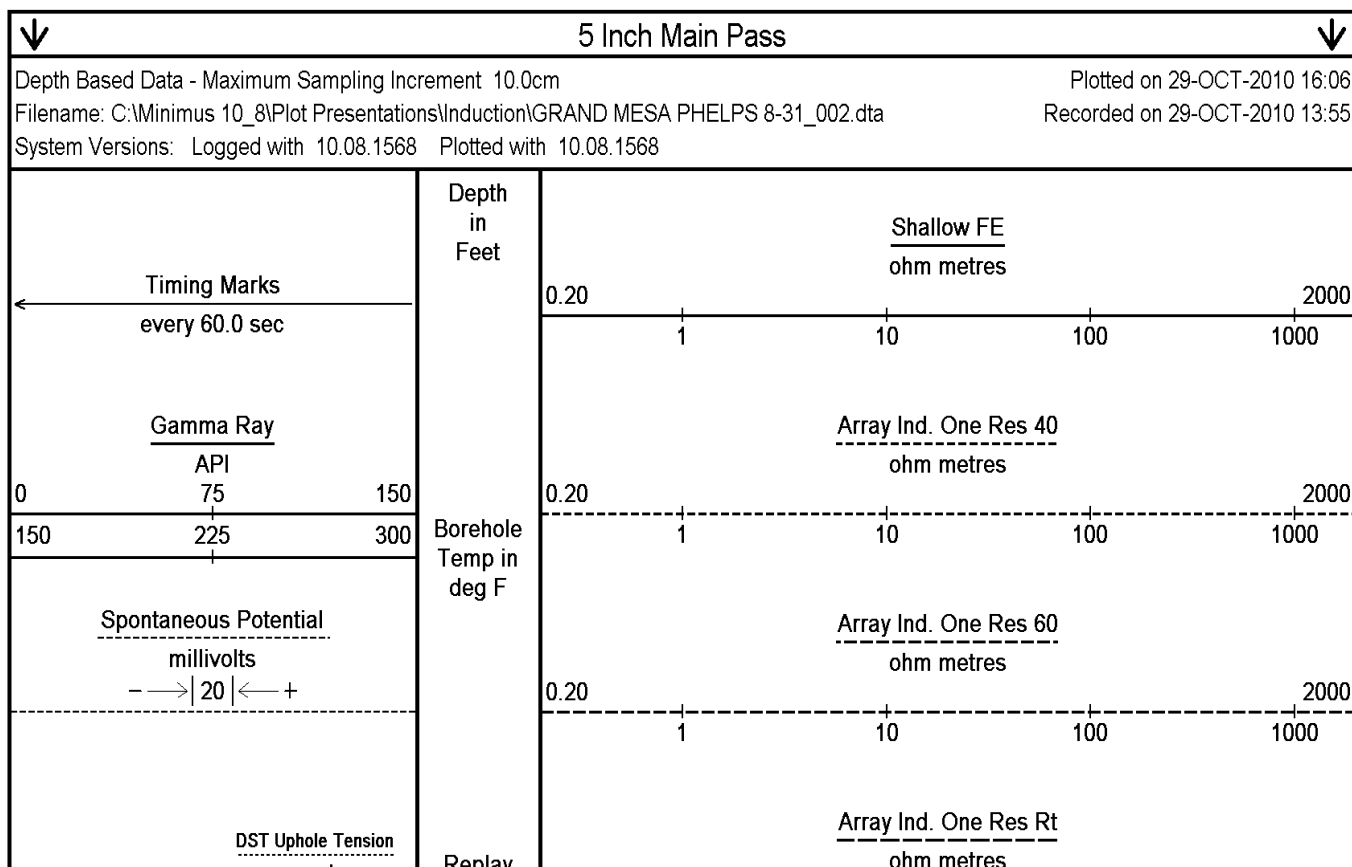 5 Inch Main Pass
Depth Based Data - Maximum Sampling Increment 10.0cm
Plotted on 29-OCT-2010 16:06
Filename: C:\Minimus 10_8\Plot Presentations\Induction\GRAND MESA PHELPS 8-31_002.dta
Recorded on 29-OCT-2010 13:55
System Versions: Logged with 10.08.1568 Plotted with 10.08.1568
Timing Marks
every 60.0 sec
Gamma Ray
API
0 75 150
150 225 300
Spontaneous Potential
millivolts
- 20 +
DST Uphole Tension
Depth
in
Feet
Borehole
Temp in
deg F
Replay
Shallow FE
ohm metres
0.20 2000
1 10 100 1000
Array Ind. One Res 40
ohm metres
0.20 2000
1 10 100 1000
Array Ind. One Res 60
ohm metres
0.20 2000
1 10 100 1000
Array Ind. One Res Rt
ohm metres